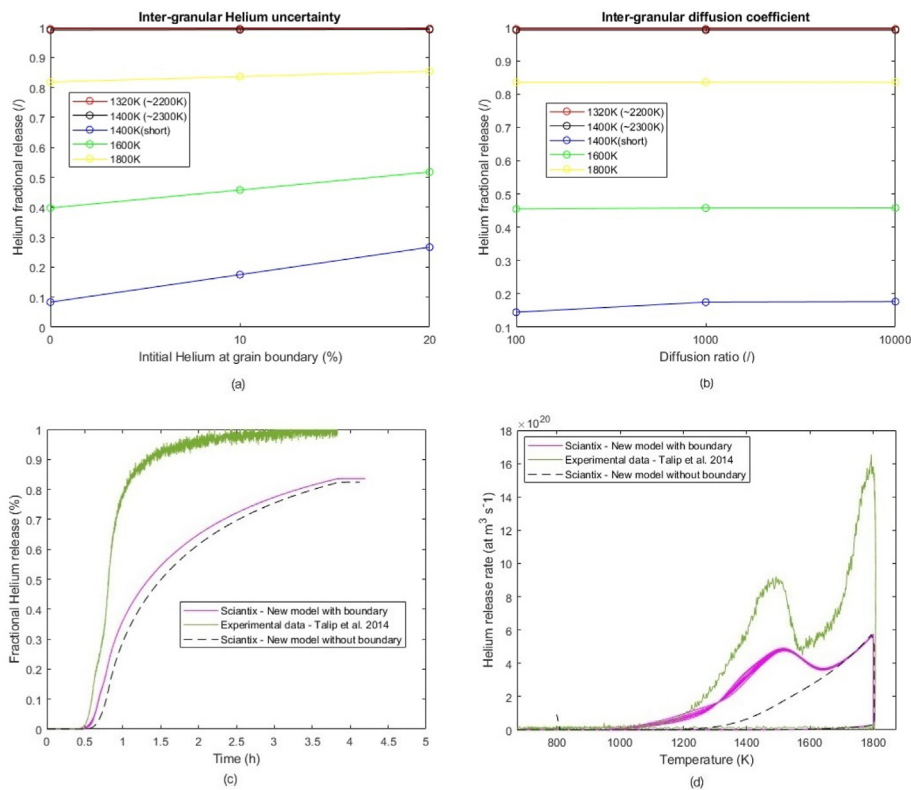 Inter-granular Helium uncertainty
1
0.9
0.8
0.7
0.6
0.5
0.4
0.3
0.2
0.1
0
Helium fractional release (/)
1320K (~2200K)
1400K (~2300K)
1400K(short)
1600K
1800K
0
10
20
Intitial Helium at grain boundary (%)
(a)
Inter-granular diffusion coefficient
1
0.9
0.8
0.7
0.6
0.5
0.4
0.3
0.2
0.1
Helium fractional release (/)
1320K (~2200K)
1400K (~2300K)
1400K(short)
1600K
1800K
100
1000
10000
Diffusion ratio (/)
(b)
1
0.9
0.8
0.7
0.6
0.5
0.4
0.3
0.2
0.1
0
Fractional Helium release (%)
Sciantix - New model with boundary
Experimental data - Talip et al. 2014
Sciantix - New model without boundary
0
0.5
1
1.5
2
2.5
3
3.5
4
4.5
5
Time (h)
(c)
× 10^20
18
16
14
12
10
8
6
4
2
0
Helium release rate (at m³ s⁻1)
Sciantix - New model with boundary
Experimental data - Talip et al. 2014
Sciantix - New model without boundary
800
1000
1200
1400
1600
1800
Temperature (K)
(d)